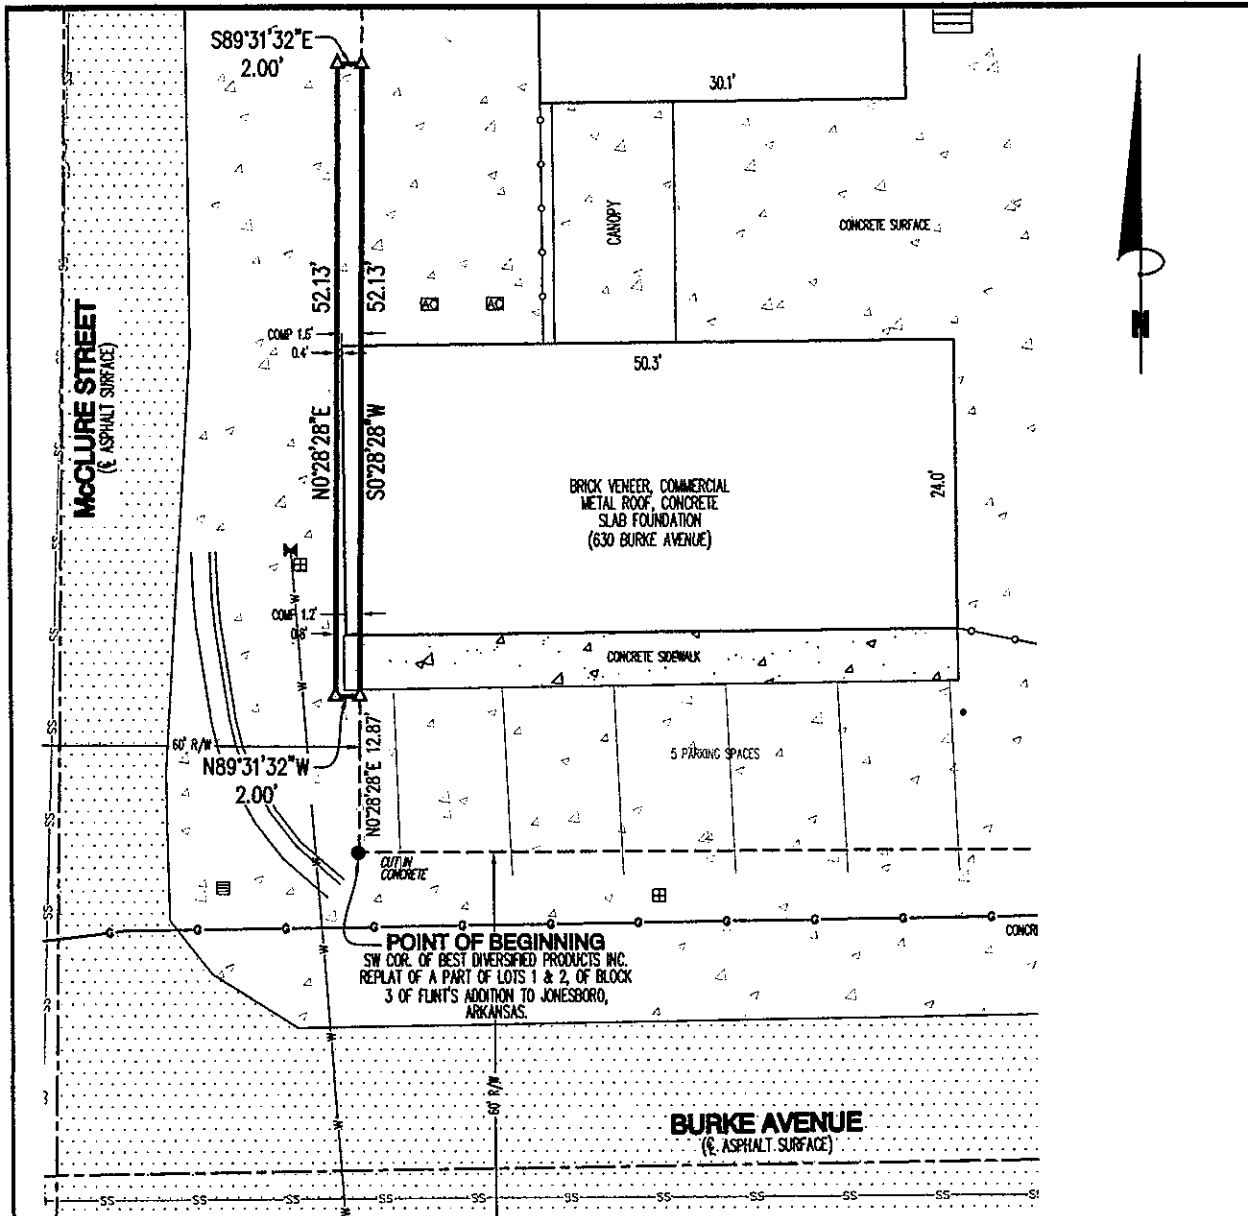 S89°31'32"E
2.00'
30.1'
CANOPY
CONCRETE SURFACE
52.13'
52.13'
AC
AC
COMP 1.6'
0.4'
50.3'
McCLURE STREET
(℄ ASPHALT SURFACE)
N0°28'28"E
S0°28'28"W
BRICK VENEER, COMMERCIAL
METAL ROOF, CONCRETE
SLAB FOUNDATION
(630 BURKE AVENUE)
24.0'
N
COMP 1.2'
0.8'
CONCRETE SIDEWALK
60' R/W
N89°31'32"W
2.00'
N0°28'28"E 12.87'
5 PARKING SPACES
CUT IN
CONCRETE
POINT OF BEGINNING
SW COR. OF BEST DIVERSIFIED PRODUCTS INC.
REPLAT OF A PART OF LOTS 1 & 2, OF BLOCK
3 OF FLINT'S ADDITION TO JONESBORO,
ARKANSAS.
CONCRI
60' R/W
BURKE AVENUE
(℄ ASPHALT SURFACE)